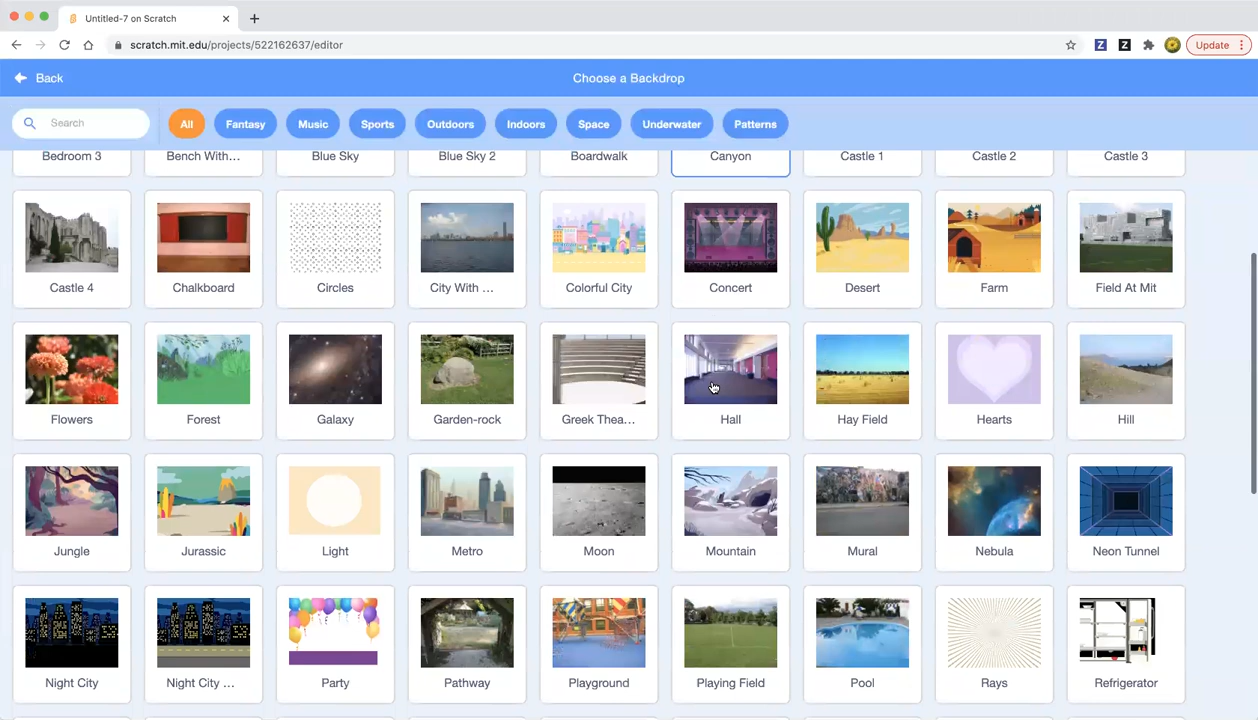 Untitled-7 on Scratch
scratch.mit.edu/projects/522162637/editor
Update
Back
Choose a Backdrop
Search
All
Fantasy
Music
Sports
Outdoors
Indoors
Space
Underwater
Patterns
Bedroom 3
Bench With...
Blue Sky
Blue Sky 2
Boardwalk
Canyon
Castle 1
Castle 2
Castle 3
Castle 4
Chalkboard
Circles
City With ...
Colorful City
Concert
Desert
Farm
Field At Mit
Flowers
Forest
Galaxy
Garden-rock
Greek Thea...
Hall
Hay Field
Hearts
Hill
Jungle
Jurassic
Light
Metro
Moon
Mountain
Mural
Nebula
Neon Tunnel
Night City
Night City ...
Party
Pathway
Playground
Playing Field
Pool
Rays
Refrigerator